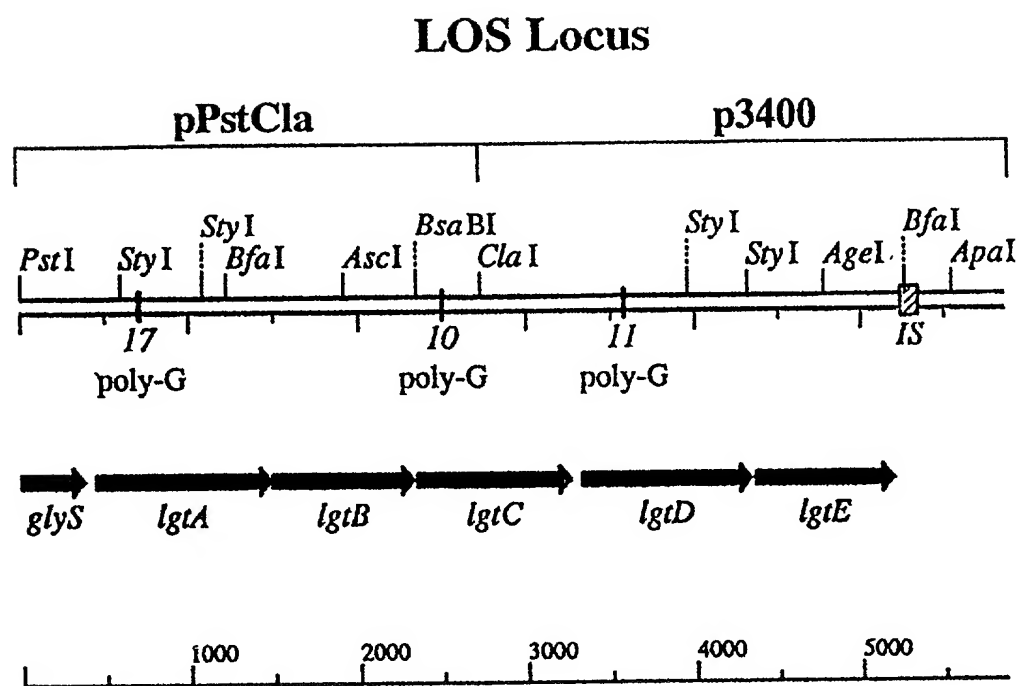 LOS Locus
pPstCla p3400
StyI BsaBI StyI BfaI
PstI StyI BfaI AscI ClaI StyI AgeI ApaI
17 10 11 IS
poly-G poly-G poly-G
glyS lgtA lgtB lgtC lgtD lgtE
1000 2000 3000 4000 5000